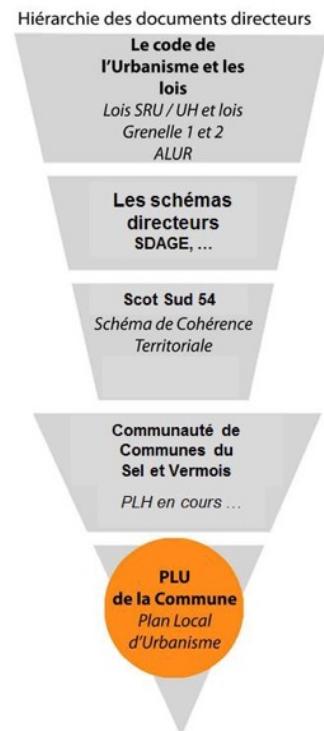 Hiérarchie des documents directeurs
Le code de
l'Urbanisme et les
lois
Lois SRU / UH et lois
Grenelle 1 et 2
ALUR
Les schémas
directeurs
SDAGE, ...
Scot Sud 54
Schéma de Cohérence
Territoriale
Communauté de
Communes du
Sel et Vermois
PLH en cours ...
PLU
de la Commune
Plan Local
d'Urbanisme